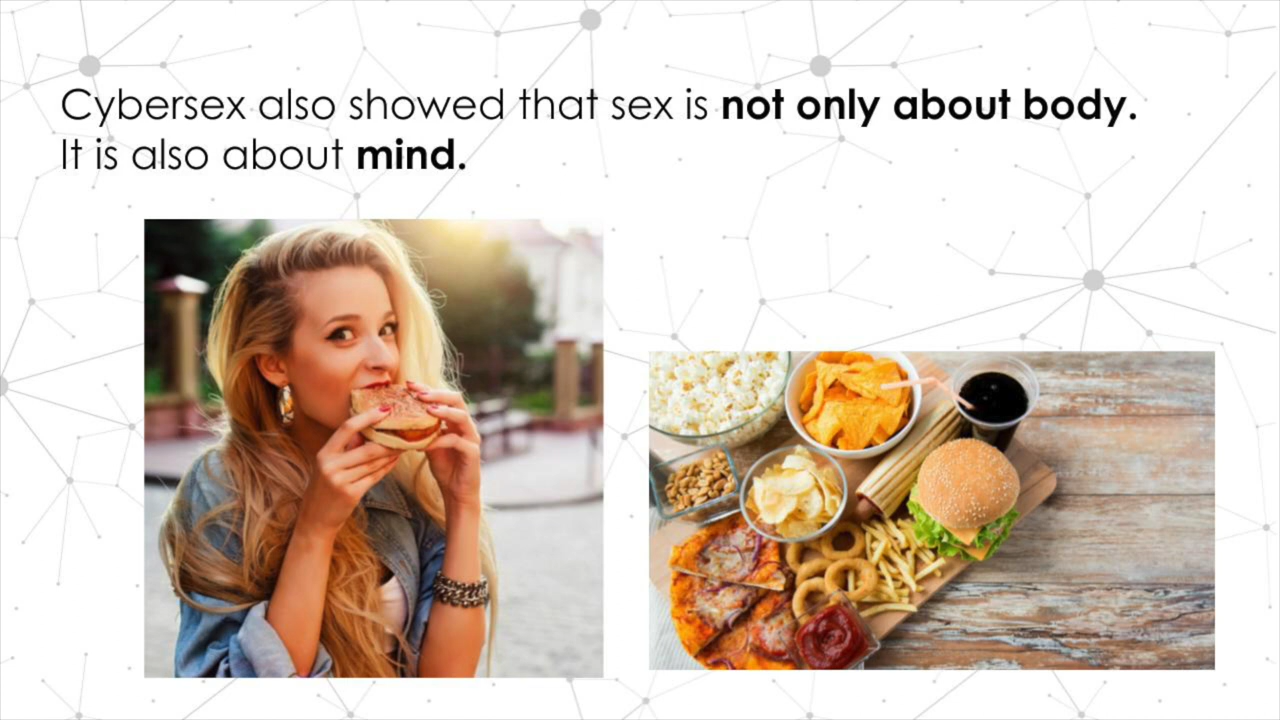 Cybersex also showed that sex is not only about body.
It is also about mind.